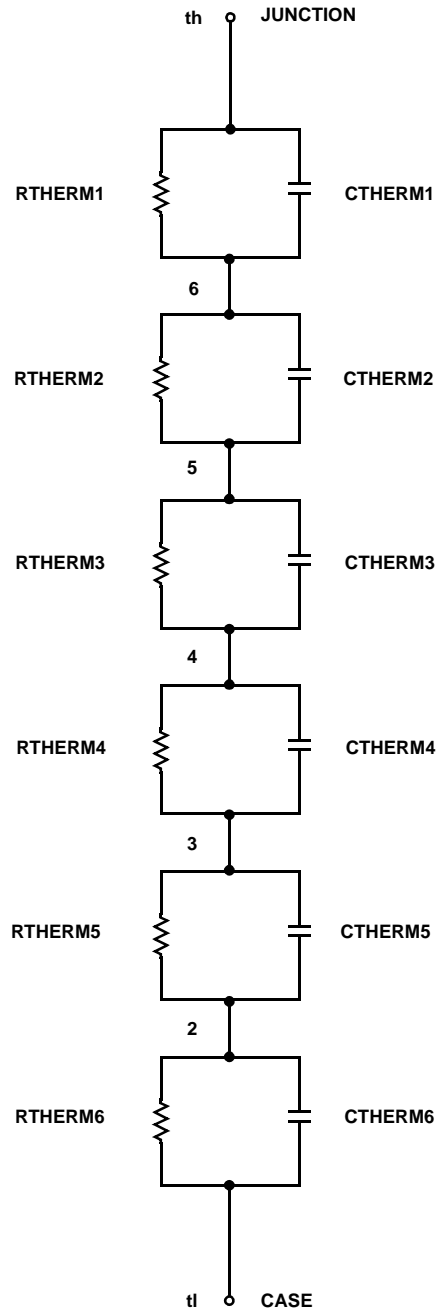 th JUNCTION
RTHERM1 CTHERM1
6
RTHERM2 CTHERM2
5
RTHERM3 CTHERM3
4
RTHERM4 CTHERM4
3
RTHERM5 CTHERM5
2
RTHERM6 CTHERM6
tl CASE